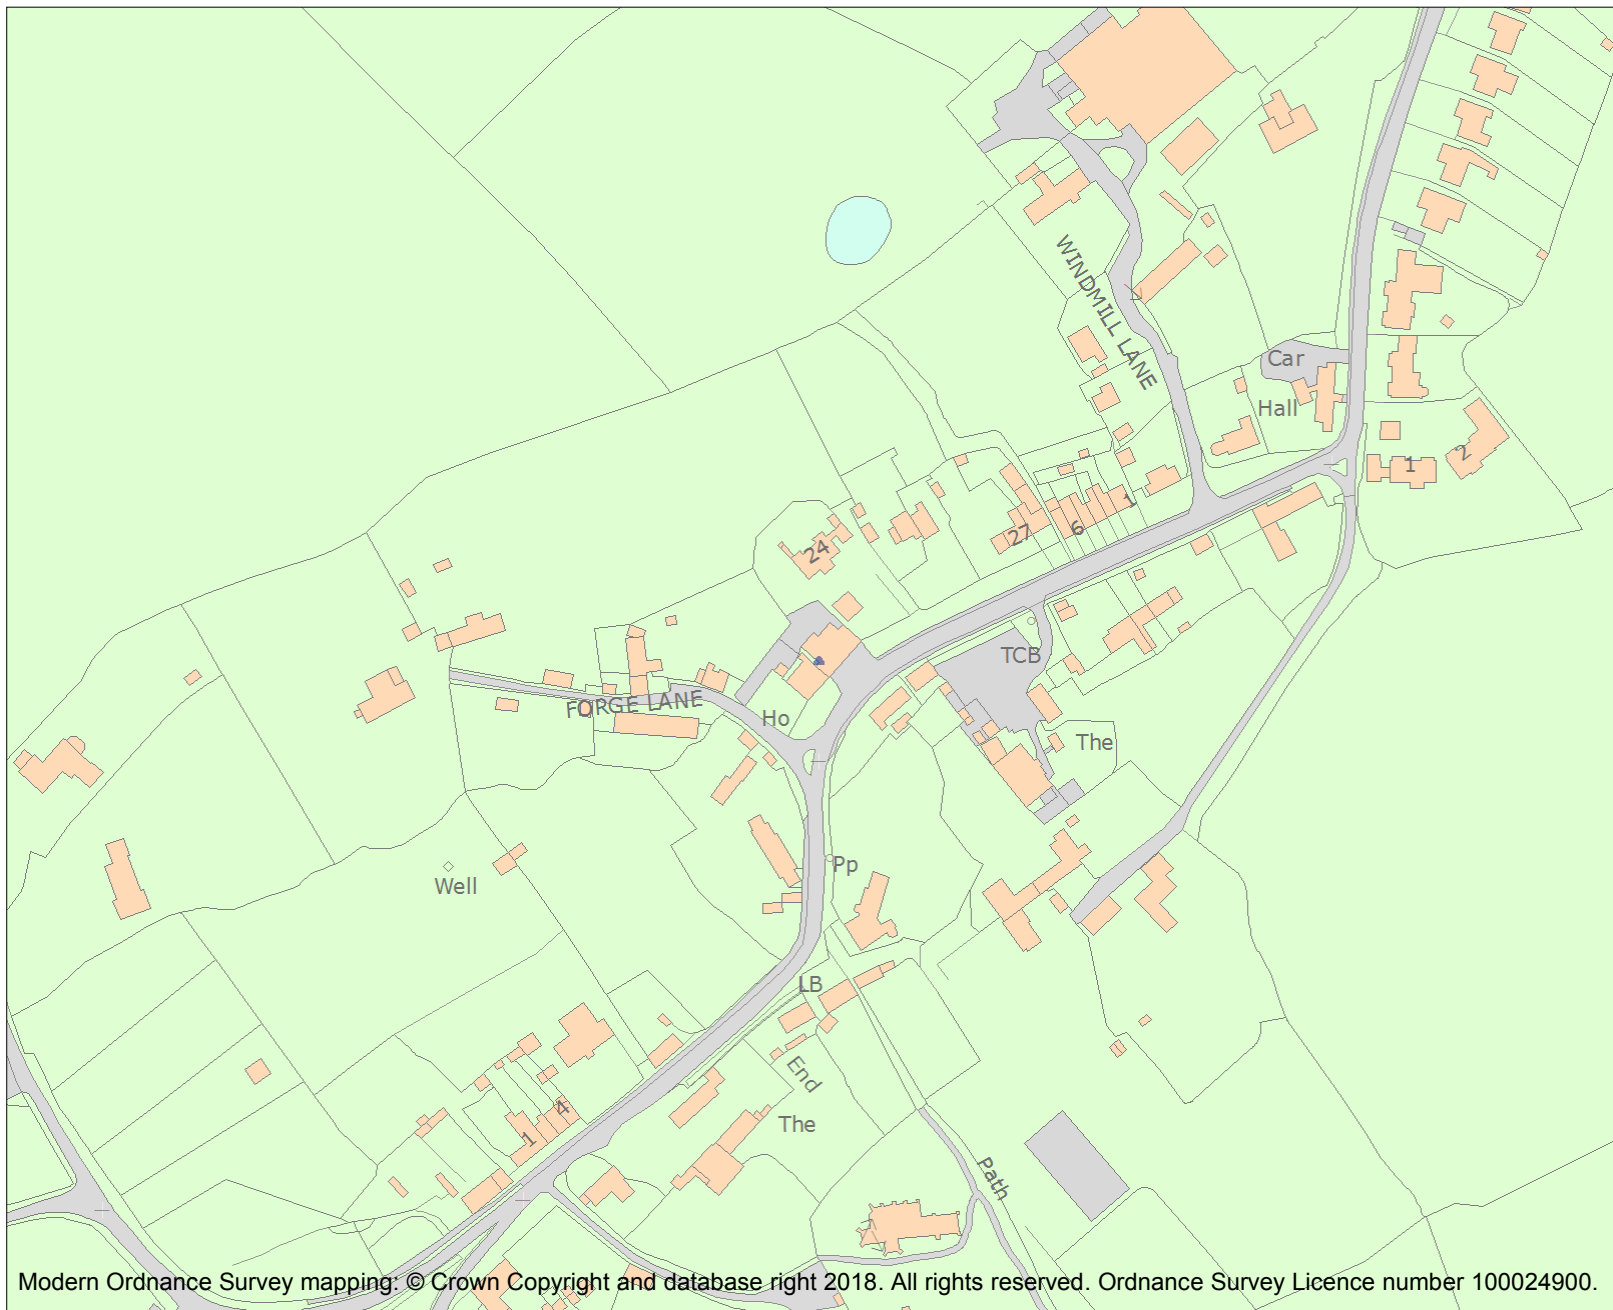 WINDMILL LANE
Car
Hall
1
2
1
6
27
24
TCB
FORGE LANE
Ho
The
Pp
Well
LB
End
4
The
1
Path
Modern Ordnance Survey mapping: © Crown Copyright and database right 2018. All rights reserved. Ordnance Survey Licence number 100024900.